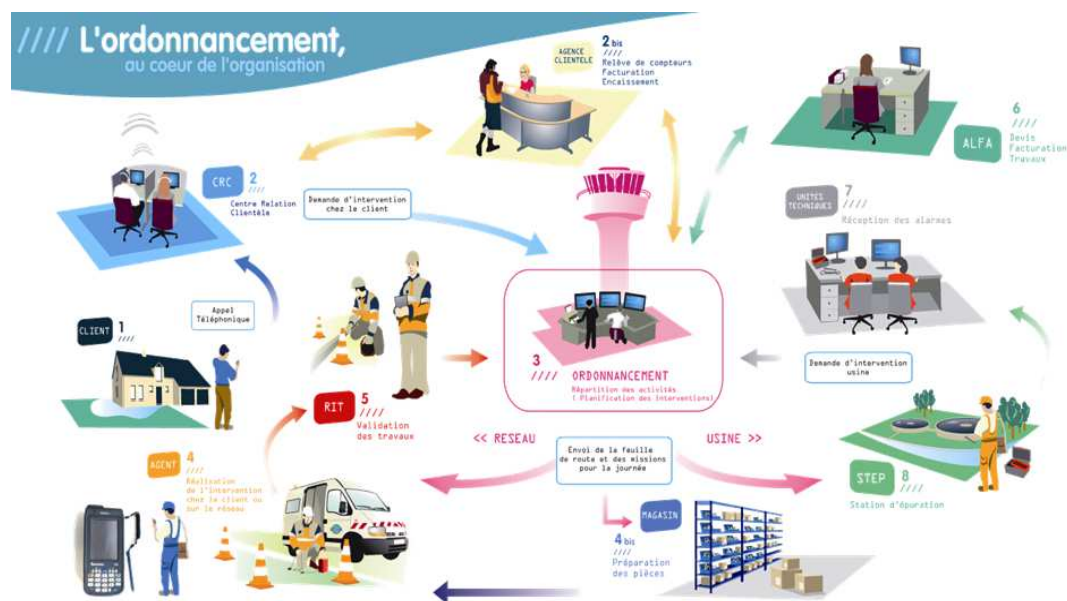 //// L'ordonnancement,
au coeur de l'organisation
AGENCE
CLIENTELE
2 bis
////
Relève de compteurs
Facturation
Encaissement
6
////
ALFA
Devis
Facturation
Travaux
CRC
2
////
Centre Relation
Clientèle
Demande d'intervention
chez le client
UNITES
TECHNIQUES
7
////
Réception des alarmes
Appel
Téléphonique
CLIENT
1
////
3
////
ORDONNANCEMENT
Répartition des activités
( Planification des Interventions)
Demande d'intervention
usine
RIT
5
////
Validation
des travaux
<< RESEAU
USINE >>
Envoi de la feuille
de route et des missions
pour la journée
AGENT
4
////
Réalisation
de l'intervention
chez le client ou
sur le réseau
STEP
8
////
Station d'épuration
MAGASIN
4 bis
////
Préparation
des pièces